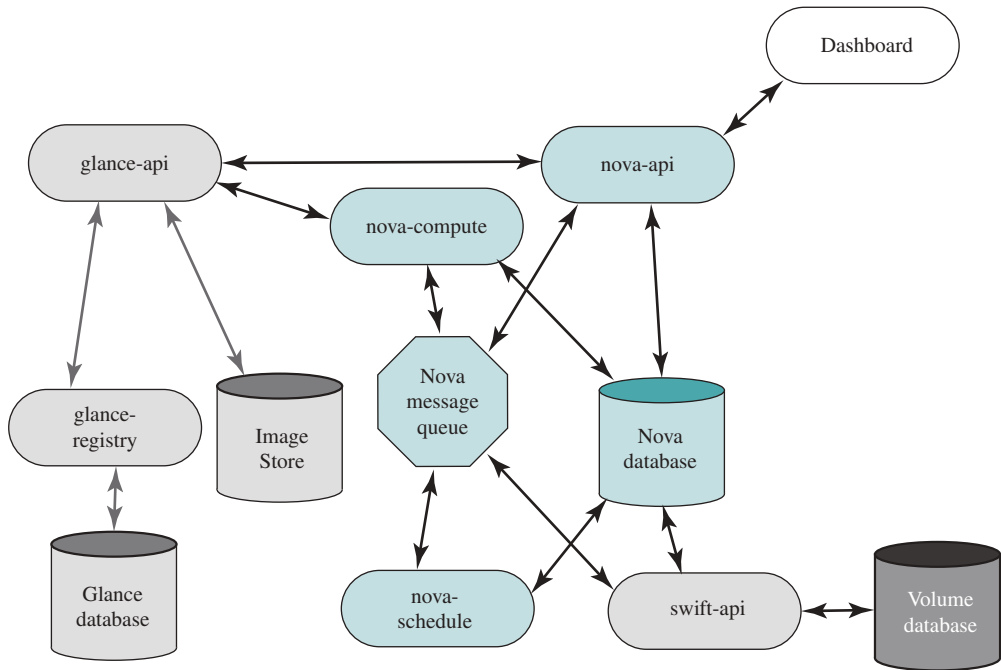 Dashboard
glance-api
nova-api
nova-compute
Nova
message
queue
glance-
registry
Image
Store
Nova
database
Glance
database
nova-
schedule
swift-api
Volume
database